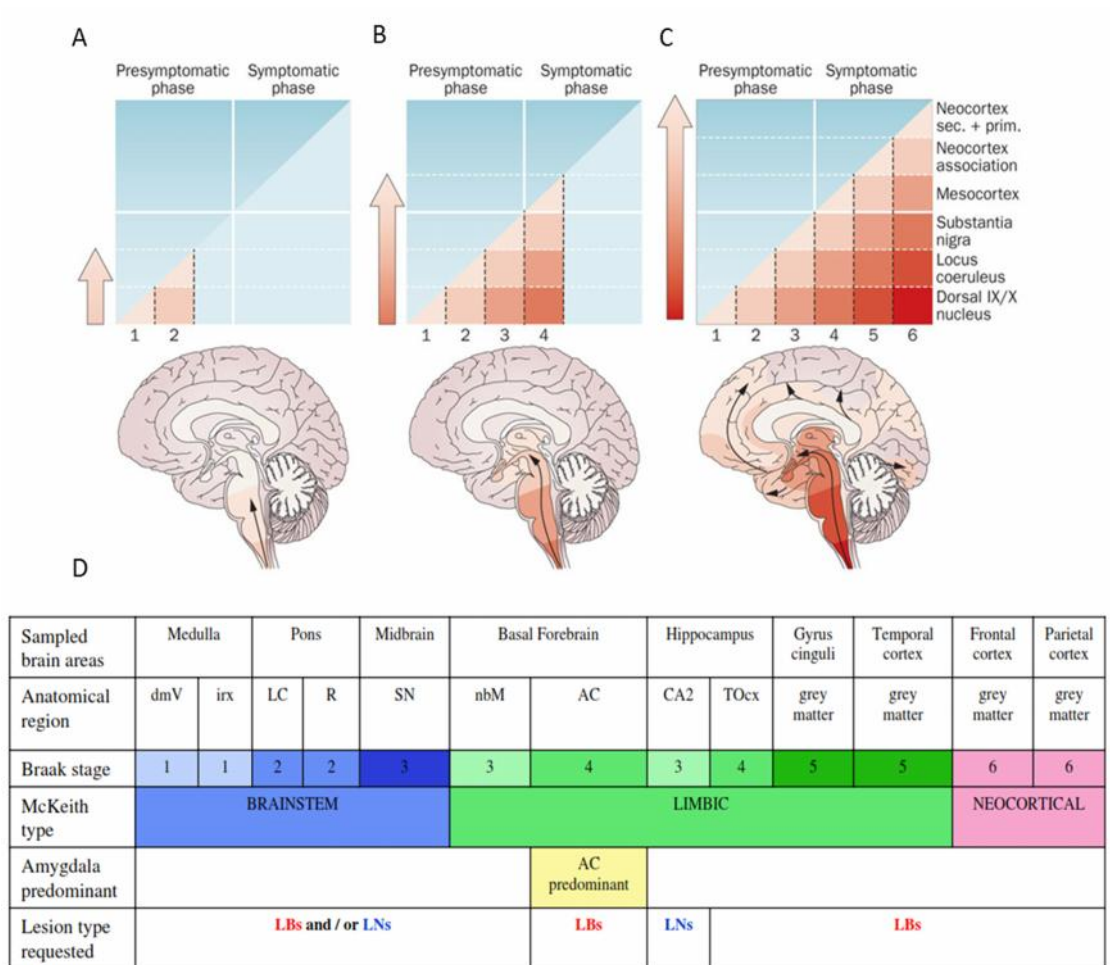 A
B
C
Presymptomatic
phase
Symptomatic
phase
Presymptomatic
phase
Symptomatic
phase
Presymptomatic
phase
Symptomatic
phase
Neocortex
sec. + prim.
Neocortex
association
Mesocortex
Substantia
nigra
Locus
coeruleus
Dorsal IX/X
nucleus
1 2
1 2 3 4
1 2 3 4 5 6
D
Sampled
brain areas
Medulla
Pons
Midbrain
Basal Forebrain
Hippocampus
Gyrus
cinguli
Temporal
cortex
Frontal
cortex
Parietal
cortex
Anatomical
region
dmV
irx
LC
R
SN
nbM
AC
CA2
TOcx
grey
matter
grey
matter
grey
matter
grey
matter
Braak stage
1
1
2
2
3
3
4
3
4
5
5
6
6
McKeith
type
BRAINSTEM
LIMBIC
NEOCORTICAL
Amygdala
predominant
AC
predominant
Lesion type
requested
LBs and / or LNs
LBs
LNs
LBs